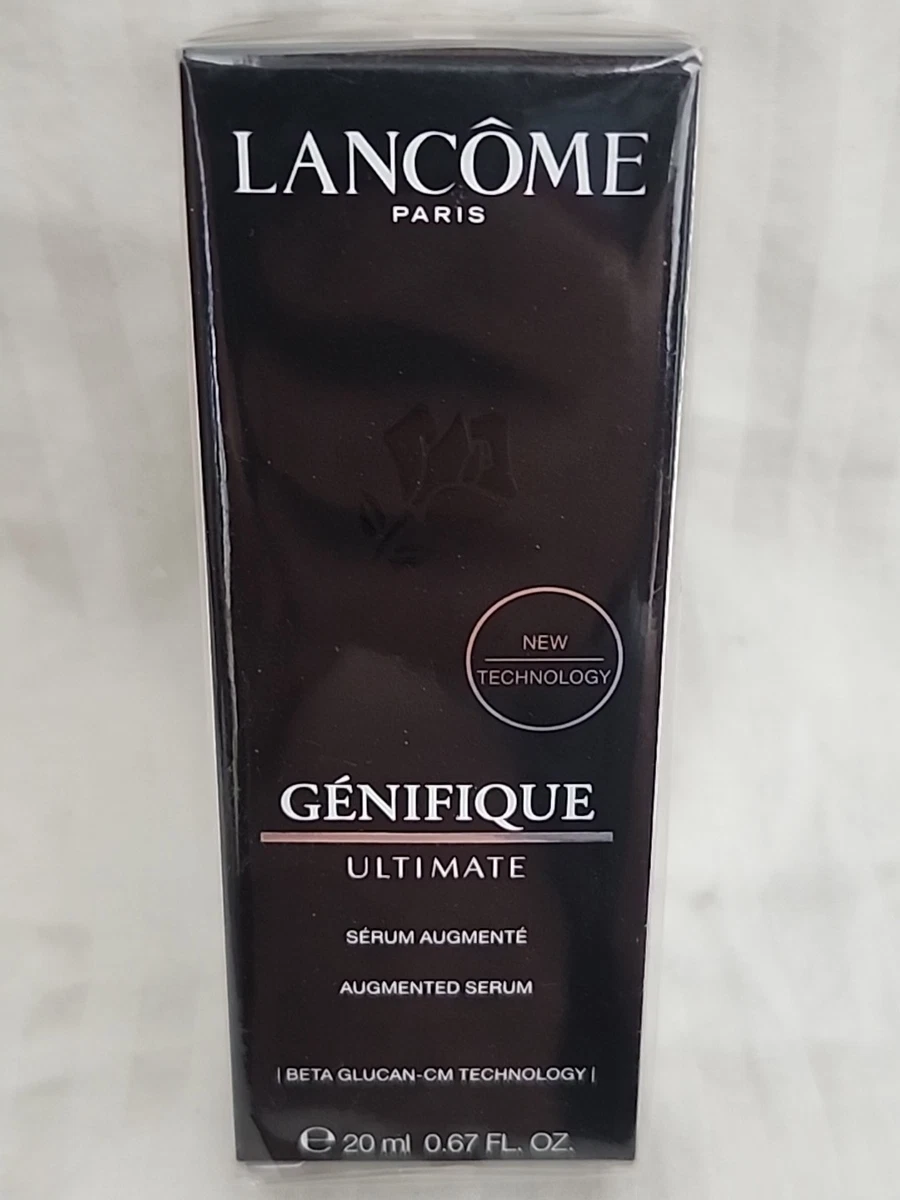 LANCÔME
PARIS
NEW
TECHNOLOGY
GÉNIFIQUE
ULTIMATE
SÉRUM AUGMENTÉ
AUGMENTED SERUM
| BETA GLUCAN-CM TECHNOLOGY |
℮ 20 ml 0.67 FL. OZ.